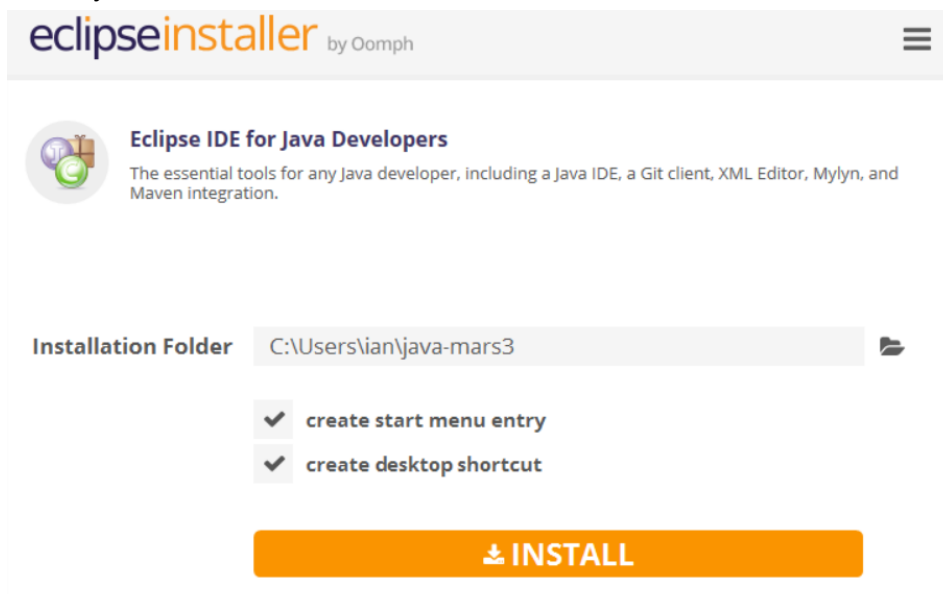 eclipseinstaller by Oomph
Eclipse IDE for Java Developers
The essential tools for any Java developer, including a Java IDE, a Git client, XML Editor, Mylyn, and
Maven integration.
Installation Folder C:\Users\ian\java-mars3
create start menu entry
create desktop shortcut
INSTALL